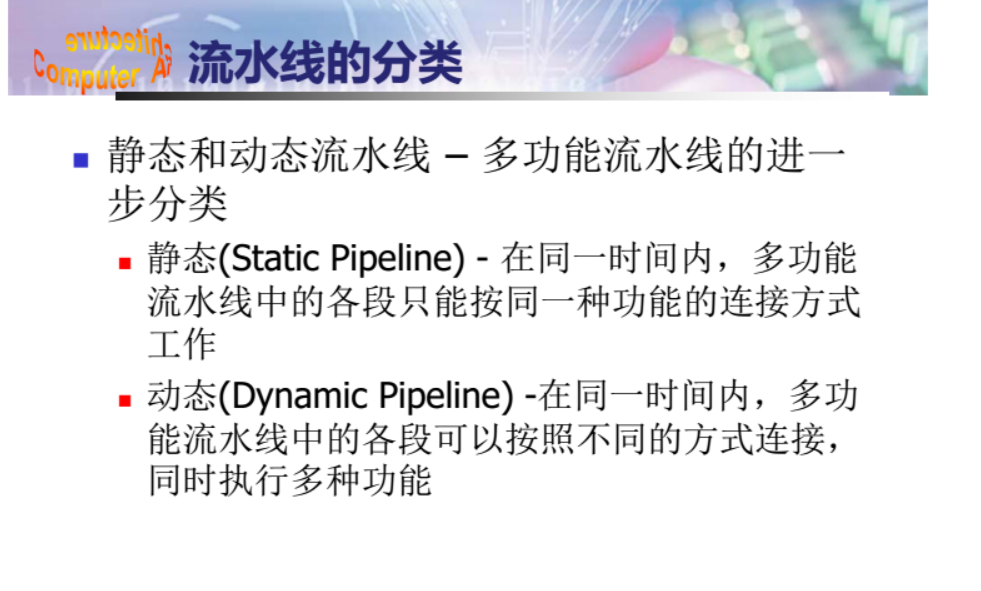 Computer Architecture
流水线的分类
静态和动态流水线 – 多功能流水线的进一
步分类
静态(Static Pipeline) - 在同一时间内，多功能
流水线中的各段只能按同一种功能的连接方式
工作
动态(Dynamic Pipeline) -在同一时间内，多功
能流水线中的各段可以按照不同的方式连接，
同时执行多种功能